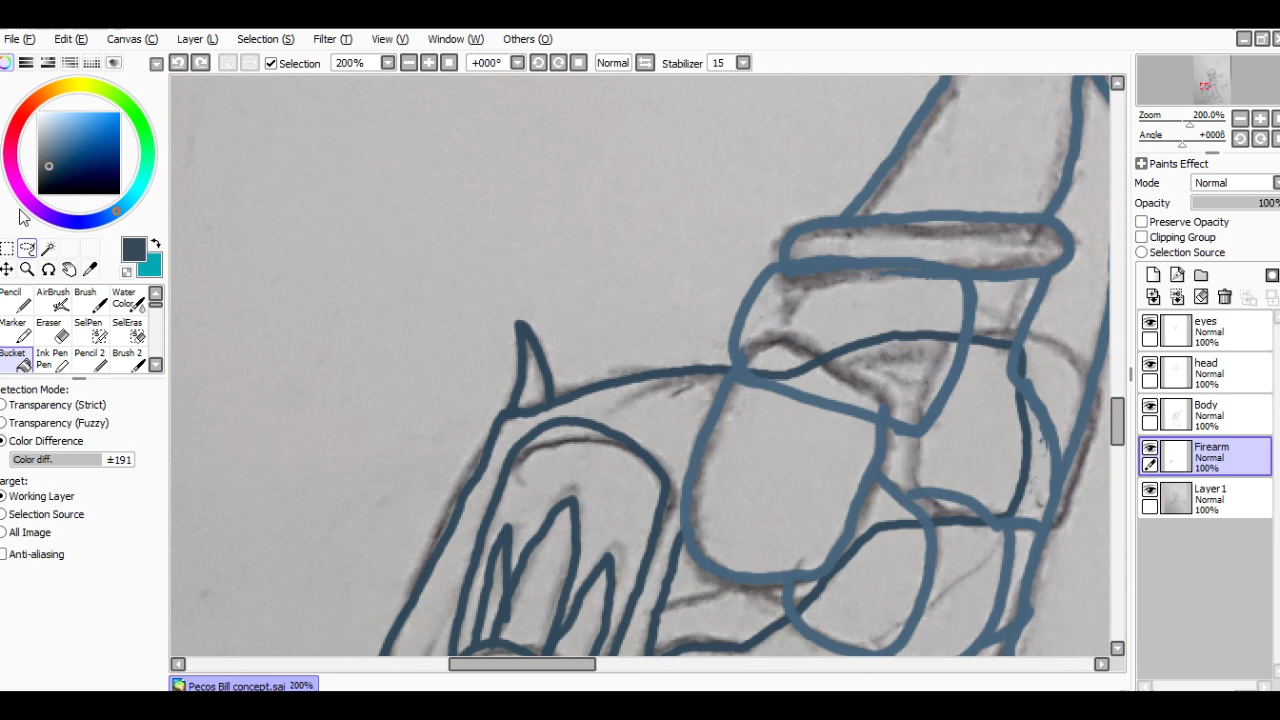 File (F) Edit (E) Canvas (C) Layer (L) Selection (S) Filter (T) View (V) Window (W) Others (O)
Selection 200% +000° Normal Stabilizer 15
Zoom 200.0%
Angle +0008
Paints Effect
Mode Normal
Opacity 100%
Preserve Opacity
Clipping Group
Selection Source
Pencil AirBrush Brush Water Color
Marker Eraser SelPen SelEras
Bucket Ink Pen Pen Pencil 2 Brush 2
etection Mode:
Transparency (Strict)
Transparency (Fuzzy)
Color Difference
Color diff. ±191
arget:
Working Layer
Selection Source
All Image
Anti-aliasing
eyes
Normal
100%
head
Normal
100%
Body
Normal
100%
Firearm
Normal
100%
Layer1
Normal
100%
Pecos Bill concept.sai 200%